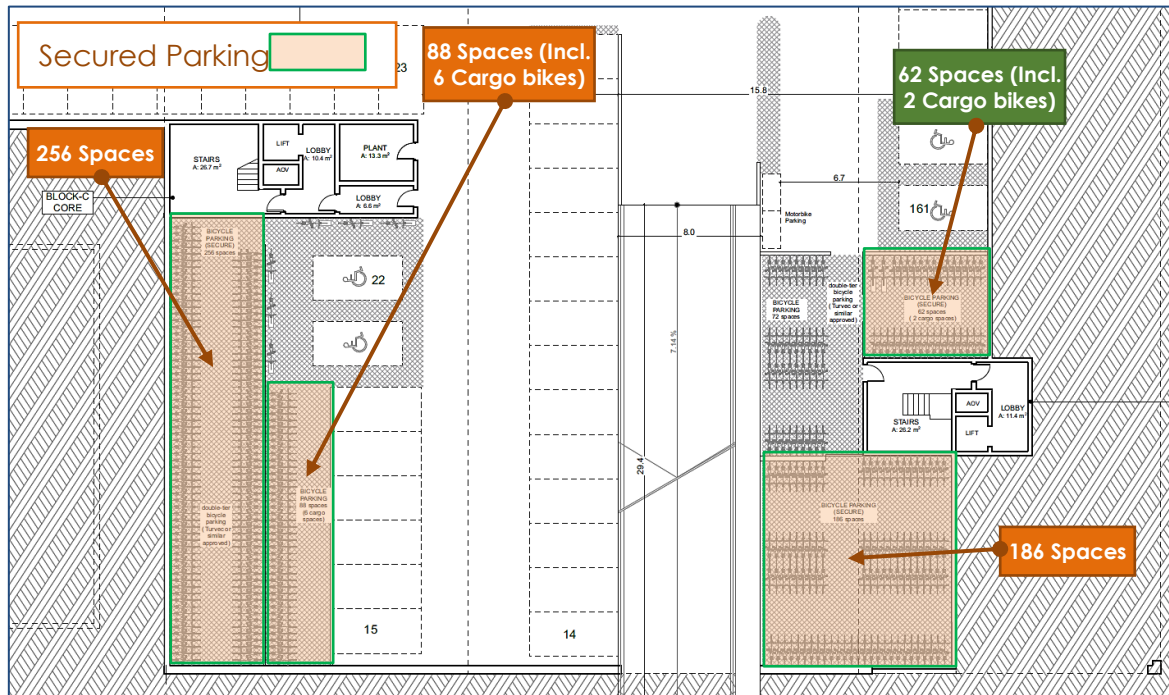 Secured Parking
23
88 Spaces (Incl.
6 Cargo bikes)
62 Spaces (Incl.
2 Cargo bikes)
15.8
256 Spaces
STAIRS
A: 26.7 m²
LIFT
AOV
LOBBY
A: 10.4 m²
PLANT
A: 13.3 m²
LOBBY
A: 6.6 m²
BLOCK-C
CORE
6.7
161
Motorbike
Parking
8.0
BICYCLE
PARKING
(SECURE)
256 spaces
22
BICYCLE
PARKING
72 spaces
double-tier
bicycle
parking
(Turvec or
similar
approved)
BICYCLE PARKING
(SECURE)
62 spaces
( 2 cargo spaces)
7.14 %
STAIRS
A: 26.2 m²
AOV
LIFT
LOBBY
A: 11.4 m²
29.4
BICYCLE
PARKING
88 spaces
(6 cargo
spaces)
double-tier
bicycle
parking
(Turvec or
similar
approved)
BICYCLE PARKING
(SECURE)
186 spaces
186 Spaces
15
14